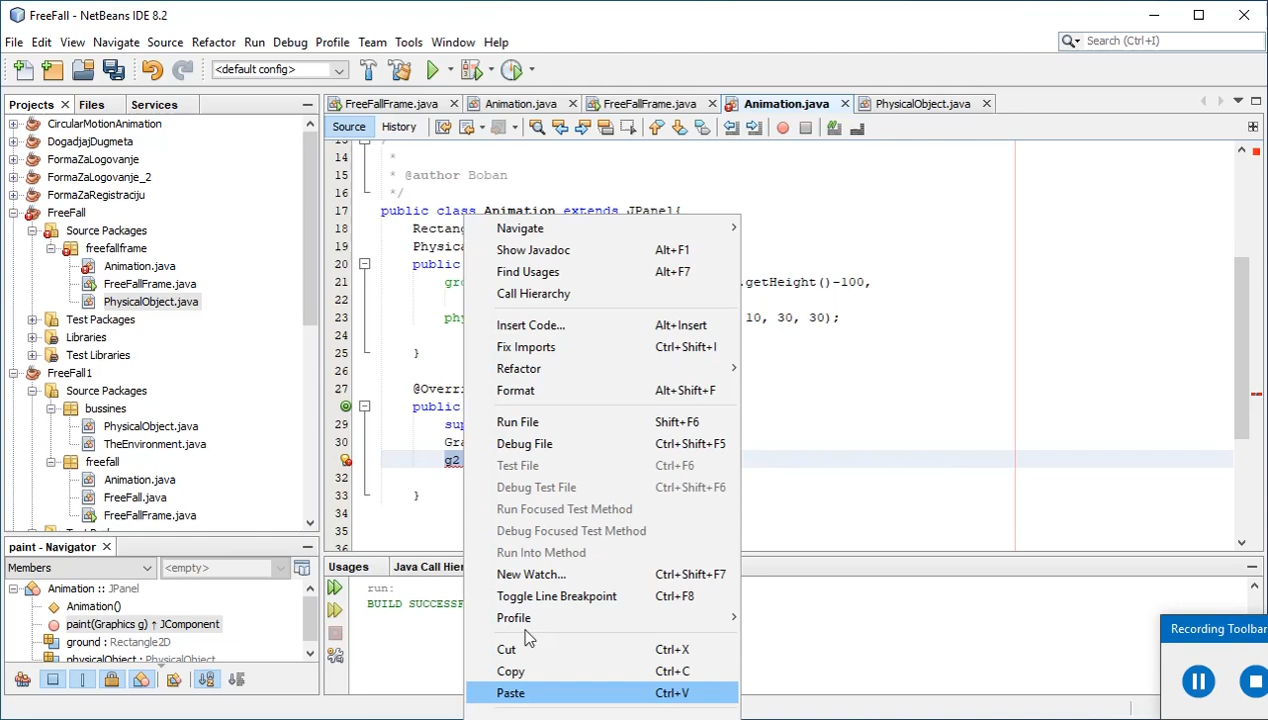 FreeFall - NetBeans IDE 8.2
File Edit View Navigate Source Refactor Run Debug Profile Team Tools Window Help
Search (Ctrl+I)
<default config>
Projects Files Services
FreeFallFrame.java Animation.java FreeFallFrame.java Animation.java PhysicalObject.java
Source History
CircularMotionAnimation
DogadjajDugmeta
FormaZaLogovanje
FormaZaLogovanje_2
FormaZaRegistraciju
FreeFall
Source Packages
freefallframe
Animation.java
FreeFallFrame.java
PhysicalObject.java
Test Packages
Libraries
Test Libraries
FreeFall1
Source Packages
bussines
PhysicalObject.java
TheEnvironment.java
freefall
Animation.java
FreeFall.java
FreeFallFrame.java
14 *
15 * @author Boban
16 */
17 public class Animation extends JPanel{
18 Rectang
19 Physica
20 public
21 gro .getHeight()-100,
22
23 phy 10, 30, 30);
24
25 }
26
27 @Overri
public
29 sup
30 Gra
g2
32
33 }
34
35
36
Navigate
Show Javadoc Alt+F1
Find Usages Alt+F7
Call Hierarchy
Insert Code... Alt+Insert
Fix Imports Ctrl+Shift+I
Refactor
Format Alt+Shift+F
Run File Shift+F6
Debug File Ctrl+Shift+F5
Test File Ctrl+F6
Debug Test File Ctrl+Shift+F6
Run Focused Test Method
Debug Focused Test Method
Run Into Method
New Watch... Ctrl+Shift+F7
Toggle Line Breakpoint Ctrl+F8
Profile
Cut Ctrl+X
Copy Ctrl+C
Paste Ctrl+V
paint - Navigator
Members <empty>
Animation :: JPanel
Animation()
paint(Graphics g) ↑ JComponent
ground : Rectangle2D
physicalObject : PhysicalObject
Usages Java Call Hier
run:
BUILD SUCCESSF
Recording Toolbar